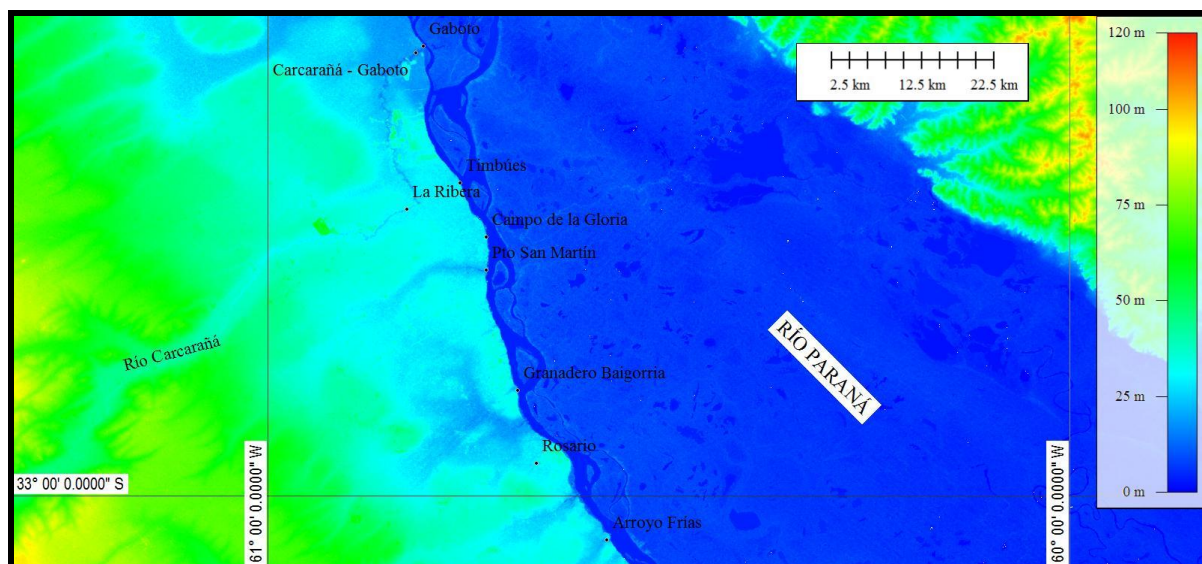 Gaboto
Carcarañá - Gaboto
2.5 km 12.5 km 22.5 km
120 m
100 m
75 m
50 m
25 m
0 m
Timbúes
La Ribera
Campo de la Gloria
Pto San Martín
Río Carcarañá
RÍO PARANÁ
Granadero Baigorria
Rosario
33° 00' 0.0000" S
61° 00' 0.0000" W
60° 00' 0.0000" W
Arroyo Frías